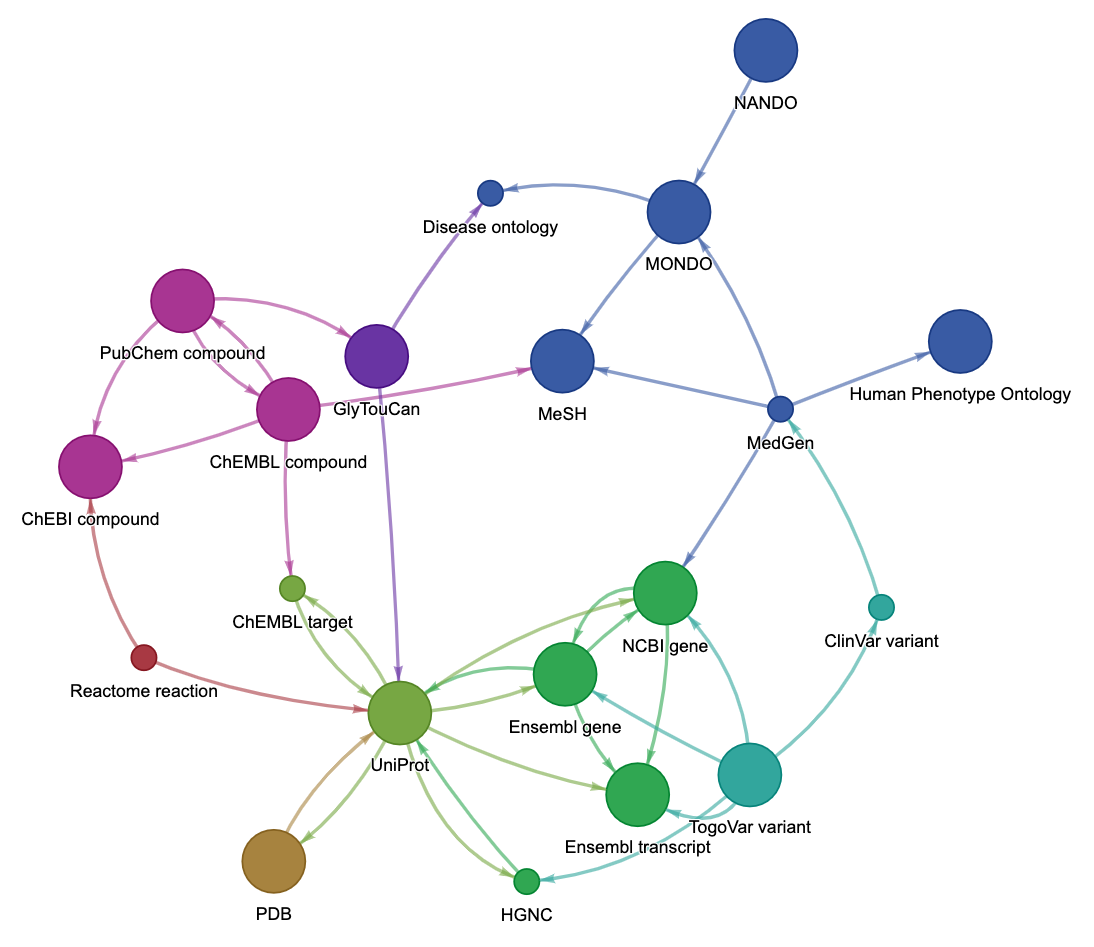 NANDO
Disease ontology
MONDO
PubChem compound
Human Phenotype Ontology
GlyTouCan
MeSH
MedGen
ChEMBL compound
ChEBI compound
ChEMBL target
ClinVar variant
NCBI gene
Reactome reaction
Ensembl gene
UniProt
TogoVar variant
Ensembl transcript
PDB
HGNC